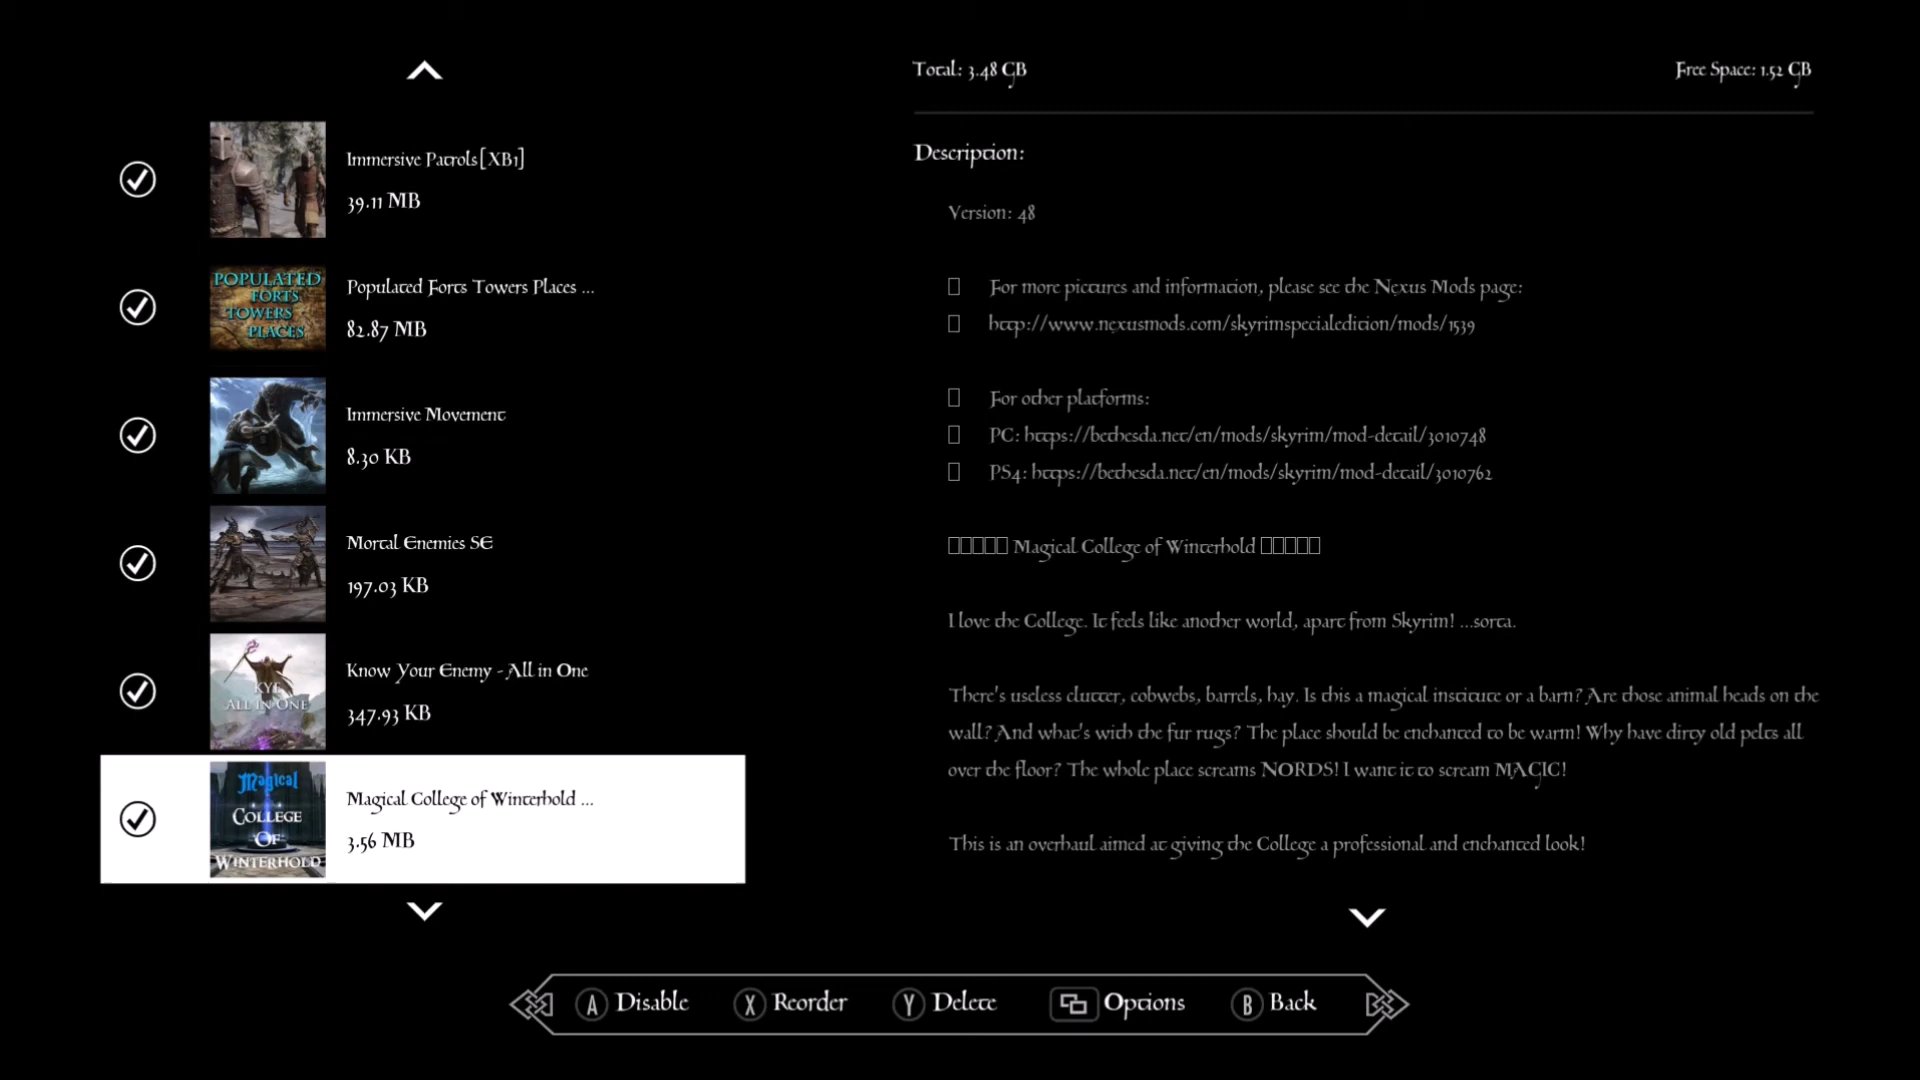 Total: 3.48 GB
Free Space: 1.52 GB
Immersive Patrols[XB1]
39.11 MB
POPULATED
FORTS
TOWERS
PLACES
Populated Forts Towers Places ...
82.87 MB
Immersive Movement
8.30 KB
Mortal Enemies SE
197.03 KB
KYE
ALL IN ONE
Know Your Enemy - All in One
347.93 KB
Magical
COLLEGE
OF
WINTERHOLD
Magical College of Winterhold ...
3.56 MB
Description:
Version: 48
For more pictures and information, please see the Nexus Mods page:
http://www.nexusmods.com/skyrimspecialedition/mods/1539
For other platforms:
PC: https://bethesda.net/en/mods/skyrim/mod-detail/3010748
PS4: https://bethesda.net/en/mods/skyrim/mod-detail/3010762
Magical College of Winterhold
I love the College. It feels like another world, apart from Skyrim! ...sorta.
There's useless clutter, cobwebs, barrels, hay. Is this a magical institute or a barn? Are those animal heads on the
wall? And what's with the fur rugs? The place should be enchanted to be warm! Why have dirty old pelts all
over the floor? The whole place screams NORDS! I want it to scream MAGIC!
This is an overhaul aimed at giving the College a professional and enchanted look!
A Disable X Reorder Y Delete Options B Back